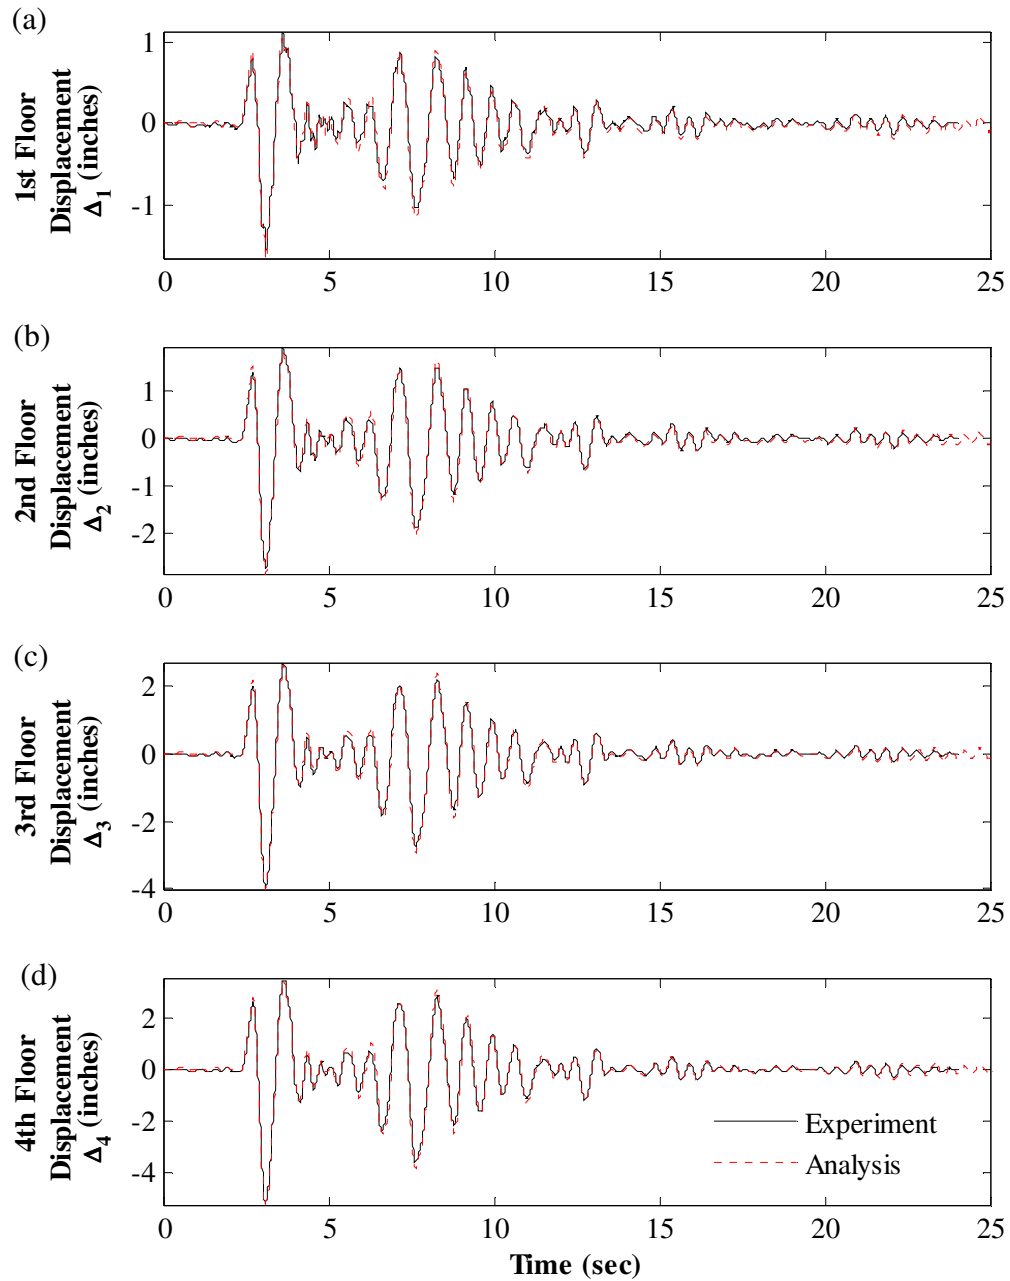 (a)
1st Floor
Displacement
Δ1 (inches)
1
0
-1
0 5 10 15 20 25
(b)
2nd Floor
Displacement
Δ2 (inches)
1
0
-1
-2
0 5 10 15 20 25
(c)
3rd Floor
Displacement
Δ3 (inches)
2
0
-2
-4
0 5 10 15 20 25
(d)
4th Floor
Displacement
Δ4 (inches)
2
0
-2
-4
Experiment
Analysis
0 5 10 15 20 25
Time (sec)